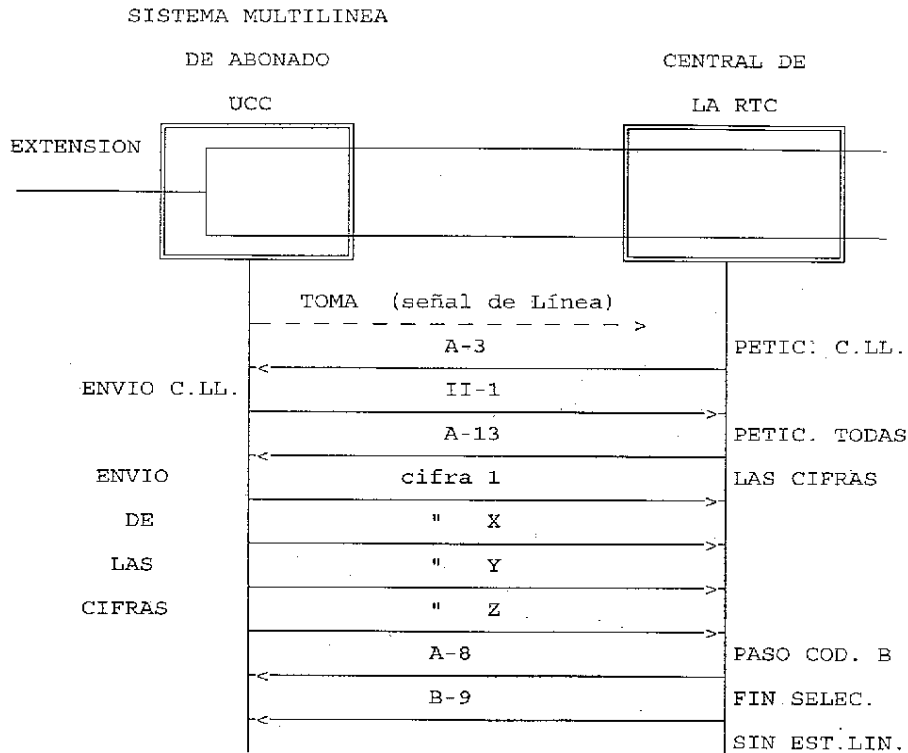 SISTEMA MULTILINEA
DE ABONADO
UCC
CENTRAL DE
LA RTC
EXTENSION
TOMA (señal de Línea)
A-3 PETIC. C.LL.
ENVIO C.LL. II-1
A-13 PETIC. TODAS
ENVIO cifra 1 LAS CIFRAS
DE " X
LAS " Y
CIFRAS " Z
A-8 PASO COD. B
B-9 FIN SELEC.
SIN EST.LIN.